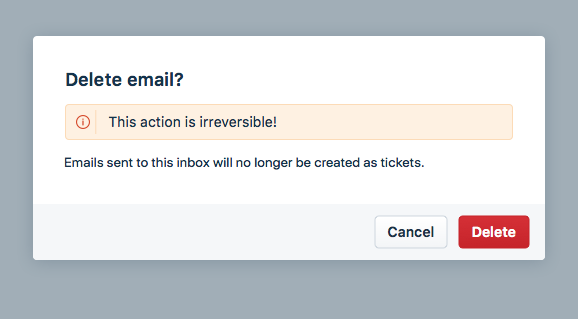 Delete email?
This action is irreversible!
Emails sent to this inbox will no longer be created as tickets.
Cancel Delete